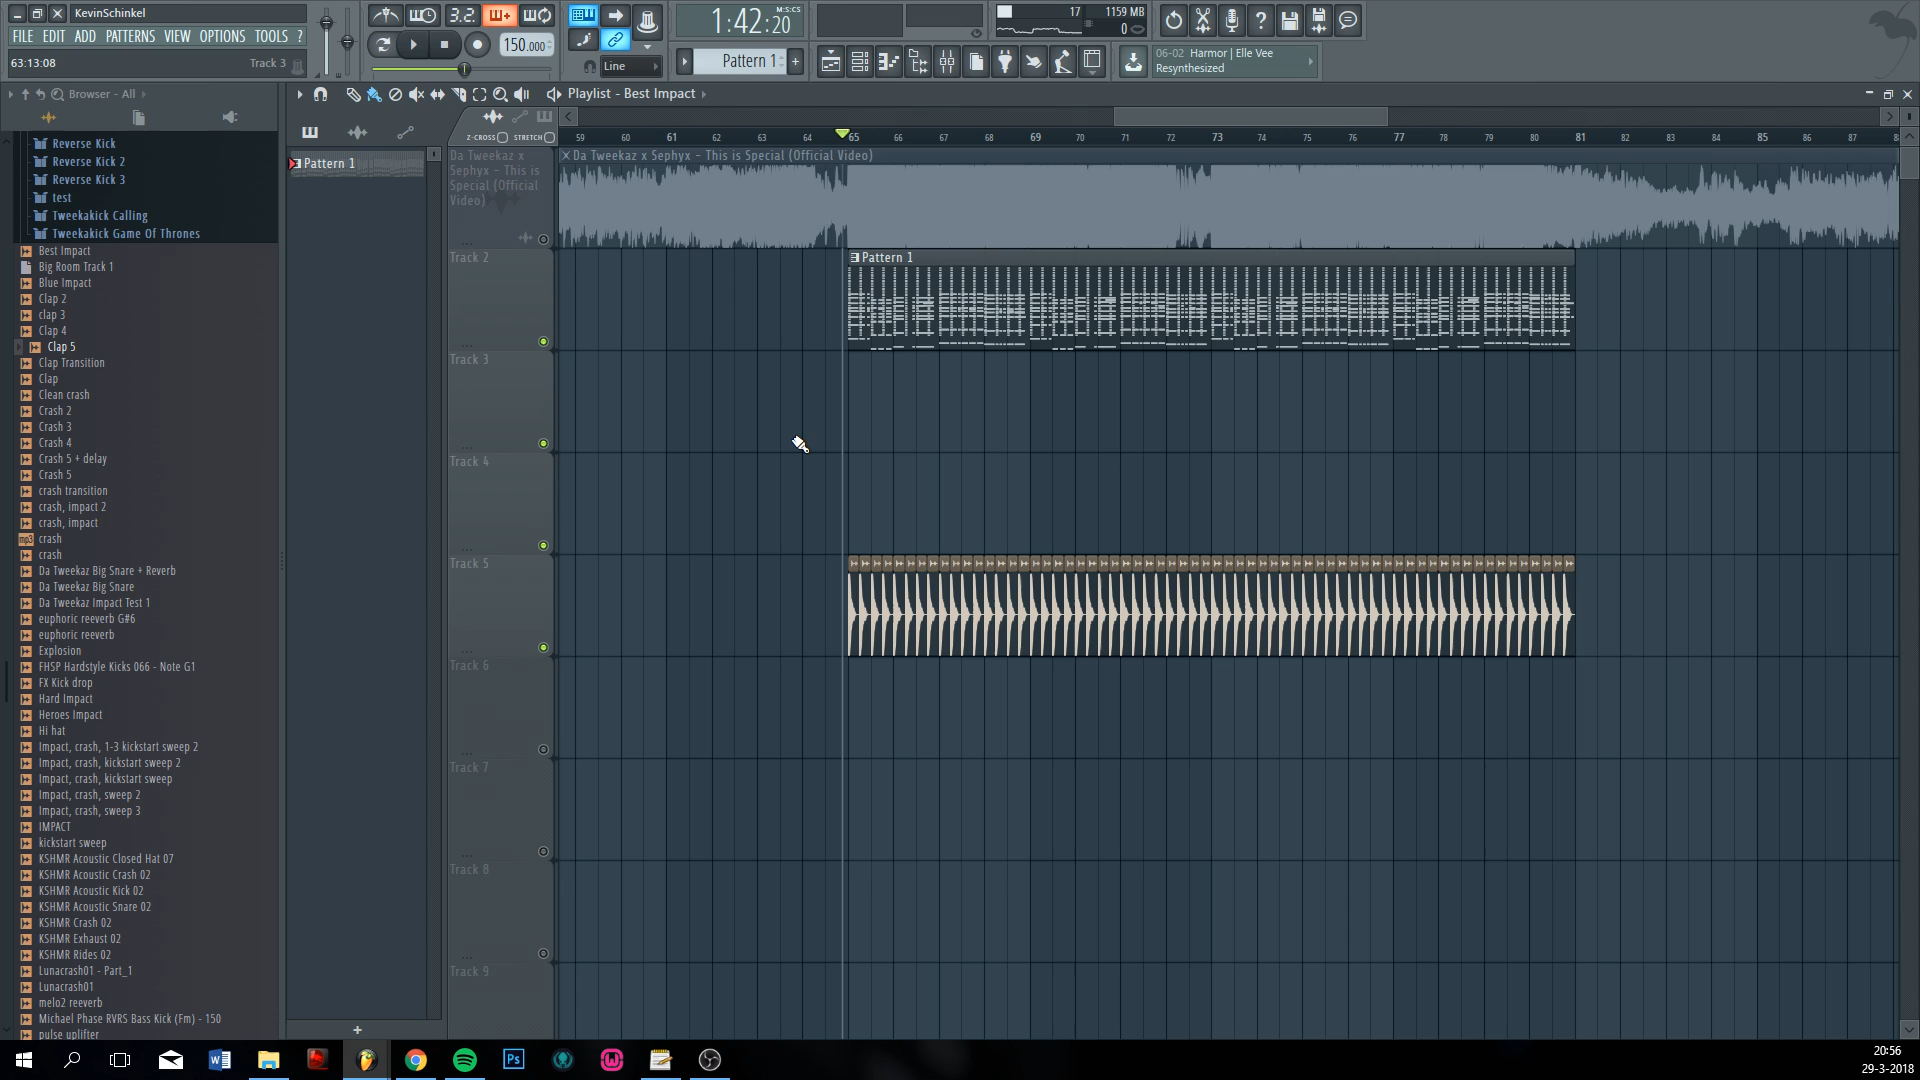 KevinSchinkel
FILE EDIT ADD PATTERNS VIEW OPTIONS TOOLS ?
63:13:08 Track 3
3.2.
150.000
Line
1:42:20 M:S:CS
Pattern 1 +
17 1159 MB
0
06-02 Harmor | Elle Vee
Resynthesized
Browser - All
Playlist - Best Impact
Z-CROSS STRETCH
59 60 61 62 63 64 65 66 67 68 69 70 71 72 73 74 75 76 77 78 79 80 81 82 83 84 85 86 87
Reverse Kick
Reverse Kick 2
Reverse Kick 3
test
Tweekakick Calling
Tweekakick Game Of Thrones
Best Impact
Big Room Track 1
Blue Impact
Clap 2
clap 3
Clap 4
Clap 5
Clap Transition
Clap
Clean crash
Crash 2
Crash 3
Crash 4
Crash 5 + delay
Crash 5
crash transition
crash, impact 2
crash, impact
mp3 crash
crash
Da Tweekaz Big Snare + Reverb
Da Tweekaz Big Snare
Da Tweekaz Impact Test 1
euphoric reeverb G#6
euphoric reeverb
Explosion
FHSP Hardstyle Kicks 066 - Note G1
FX Kick drop
Hard Impact
Heroes Impact
Hi hat
Impact, crash, 1-3 kickstart sweep 2
Impact, crash, kickstart sweep 2
Impact, crash, kickstart sweep
Impact, crash, sweep 2
Impact, crash, sweep 3
IMPACT
kickstart sweep
KSHMR Acoustic Closed Hat 07
KSHMR Acoustic Crash 02
KSHMR Acoustic Kick 02
KSHMR Acoustic Snare 02
KSHMR Crash 02
KSHMR Exhaust 02
KSHMR Rides 02
Lunacrash01 - Part_1
Lunacrash01
melo2 reeverb
Michael Phase RVRS Bass Kick (Fm) - 150
pulse uplifter
Pattern 1
+
Da Tweekaz x
Sephyx - This is
Special (Official
Video)
Da Tweekaz x Sephyx - This is Special (Official Video)
Track 2
Pattern 1
Track 3
Track 4
Track 5
Track 6
Track 7
Track 8
Track 9
Ps
20:56
29-3-2018